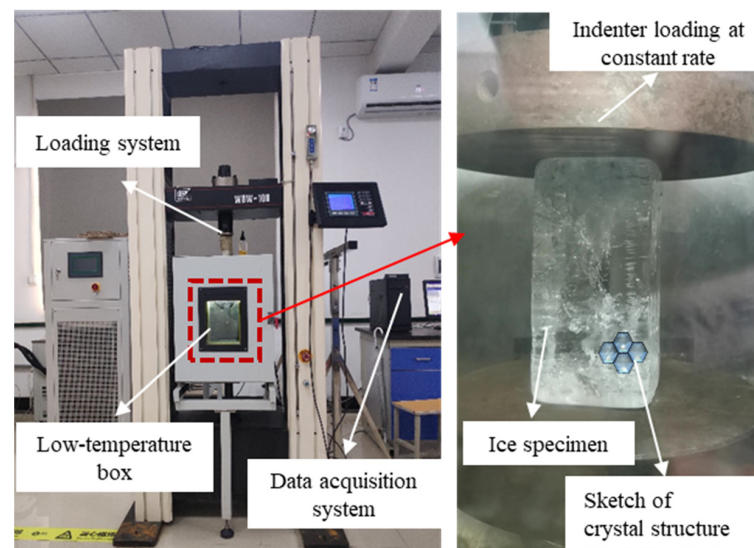 Loading system
WDW-100
Low-temperature
box
Data acquisition
system
Indenter loading at
constant rate
Ice specimen
Sketch of
crystal structure